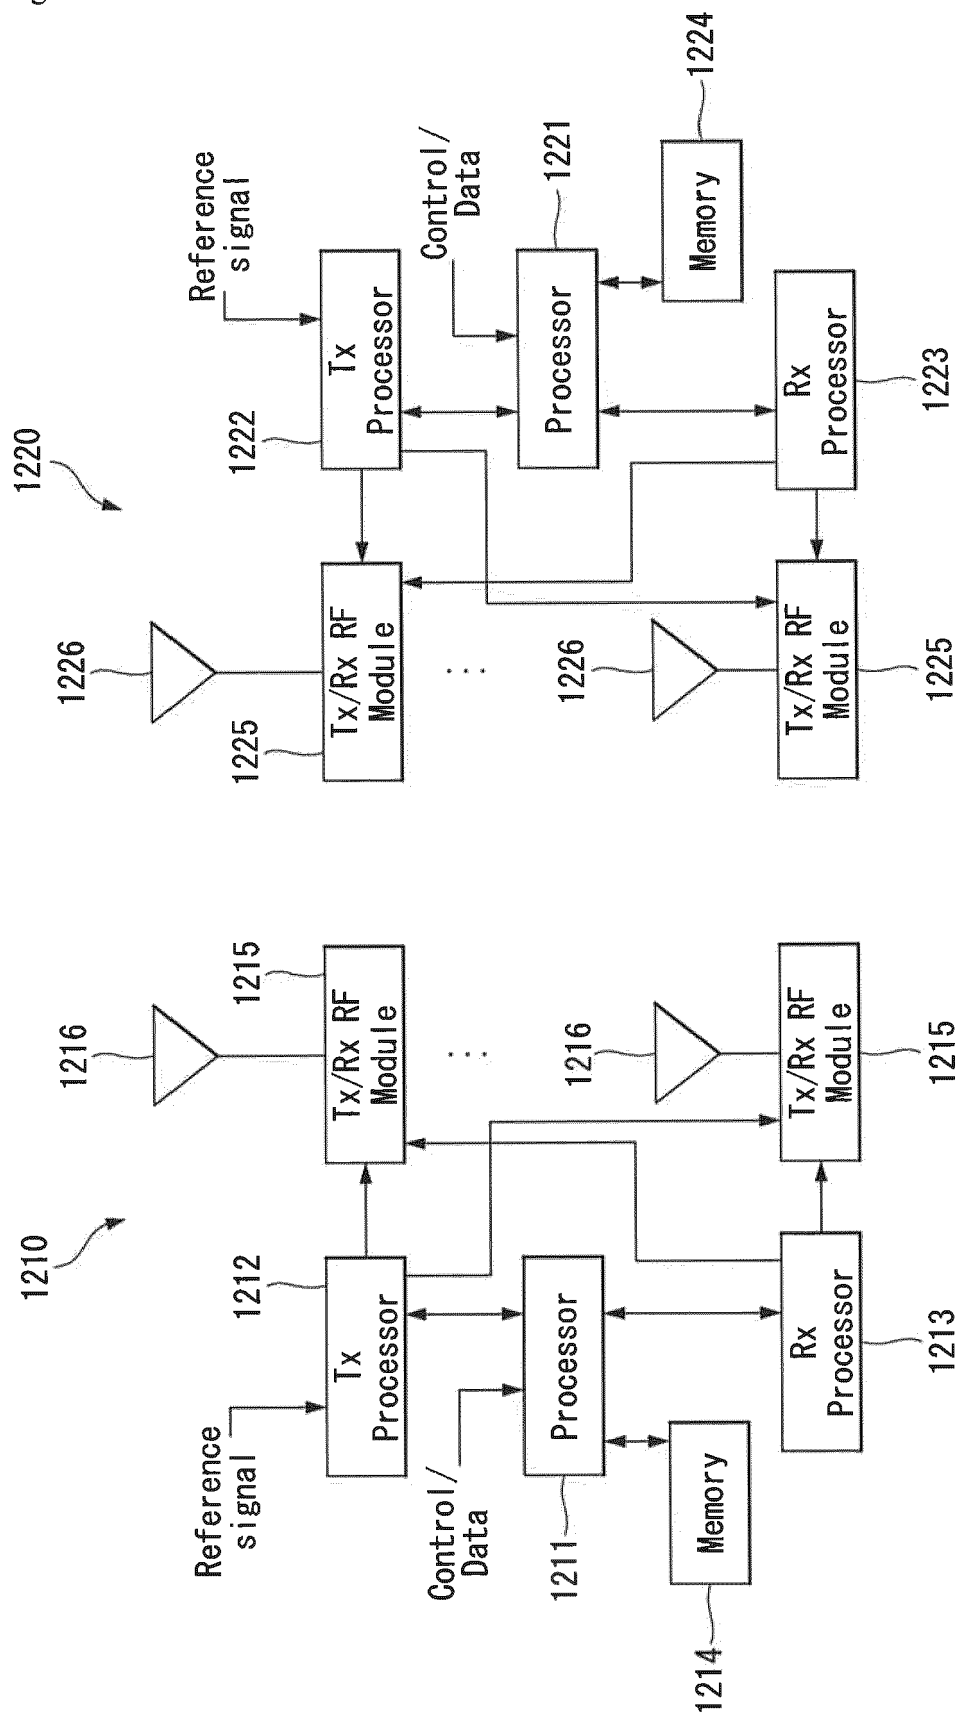 1210
1220
1216
1226
Reference
signal
1212
1215
1225
1222
Reference
signal
Tx
Processor
Tx/Rx RF
Module
Tx/Rx RF
Module
Tx
Processor
Control/
Data
Control/
Data
1211
Processor
...
1216
...
1226
Processor
1221
1214
Memory
Memory
1224
Rx
Processor
Tx/Rx RF
Module
Tx/Rx RF
Module
Rx
Processor
1213
1215
1225
1223